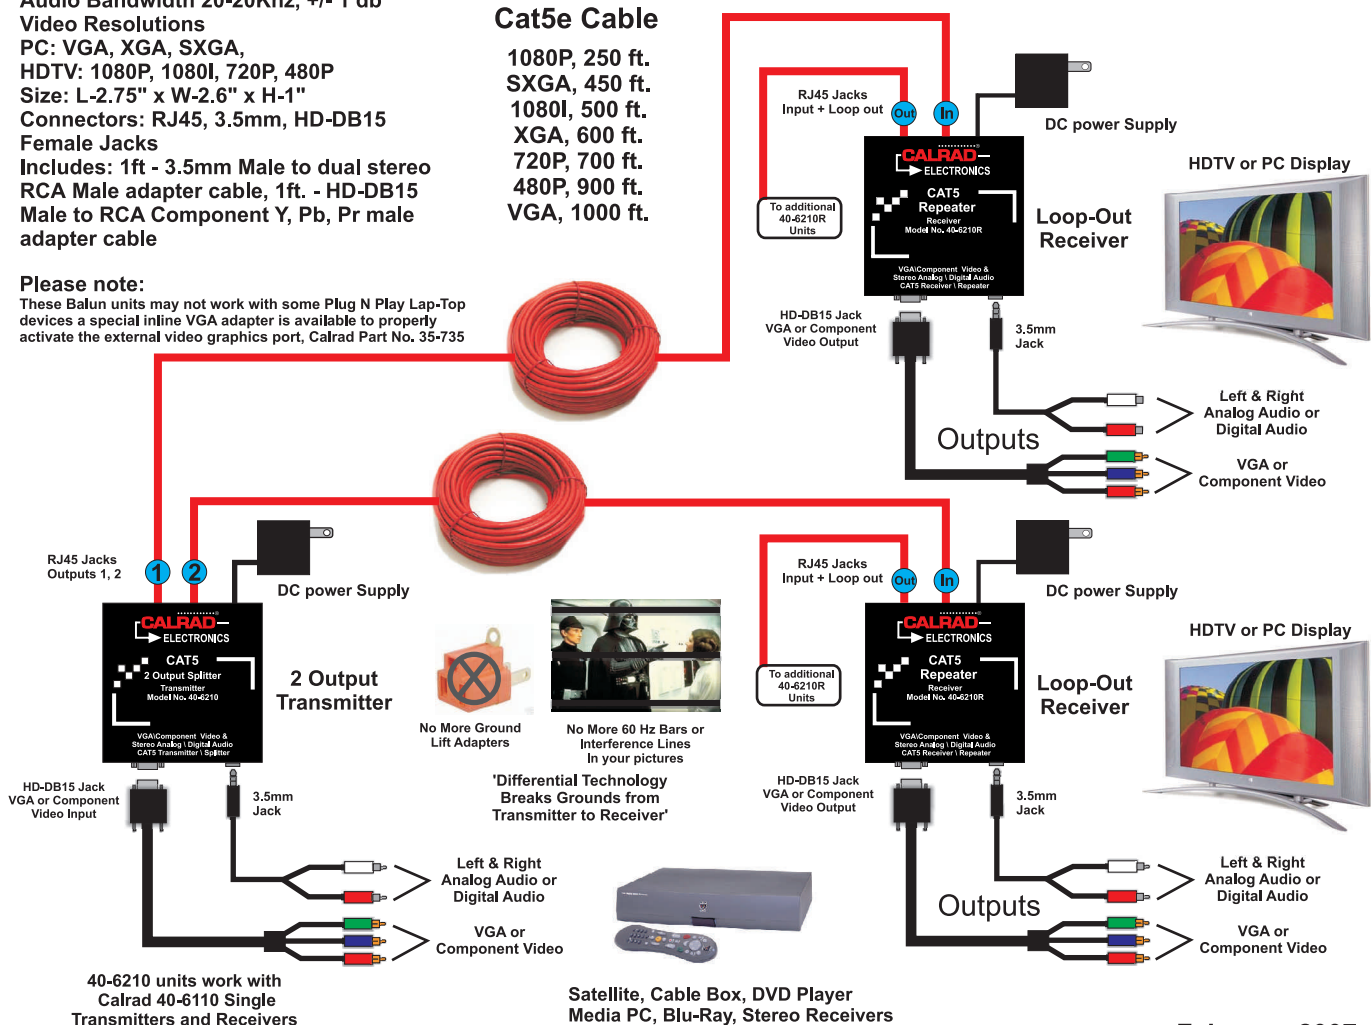 Audio Bandwidth 20-20Khz, +/- 1 db
Video Resolutions
PC: VGA, XGA, SXGA,
HDTV: 1080P, 1080I, 720P, 480P
Size: L-2.75" x W-2.6" x H-1"
Connectors: RJ45, 3.5mm, HD-DB15
Female Jacks
Includes: 1ft - 3.5mm Male to dual stereo
RCA Male adapter cable, 1ft. - HD-DB15
Male to RCA Component Y, Pb, Pr male
adapter cable
Please note:
These Balun units may not work with some Plug N Play Lap-Top
devices a special inline VGA adapter is available to properly
activate the external video graphics port, Calrad Part No. 35-735
Cat5e Cable
1080P, 250 ft.
SXGA, 450 ft.
1080I, 500 ft.
XGA, 600 ft.
720P, 700 ft.
480P, 900 ft.
VGA, 1000 ft.
RJ45 Jacks
Input + Loop out
Out
In
DC power Supply
To additional
40-6210R
Units
CALRAD
ELECTRONICS
CAT5
Repeater
Receiver
Model No. 40-6210R
VGA\Component Video &
Stereo Analog \ Digital Audio
CAT5 Receiver \ Repeater
Loop-Out
Receiver
HDTV or PC Display
HD-DB15 Jack
VGA or Component
Video Output
3.5mm
Jack
Outputs
Left & Right
Analog Audio or
Digital Audio
VGA or
Component Video
RJ45 Jacks
Outputs 1, 2
1
2
DC power Supply
CALRAD
ELECTRONICS
CAT5
2 Output Splitter
Transmitter
Model No. 40-6210
VGA\Component Video &
Stereo Analog \ Digital Audio
CAT5 Transmitter \ Splitter
2 Output
Transmitter
HD-DB15 Jack
VGA or Component
Video Input
3.5mm
Jack
Left & Right
Analog Audio or
Digital Audio
VGA or
Component Video
40-6210 units work with
Calrad 40-6110 Single
Transmitters and Receivers
No More Ground
Lift Adapters
No More 60 Hz Bars or
Interference Lines
In your pictures
'Differential Technology
Breaks Grounds from
Transmitter to Receiver'
Satellite, Cable Box, DVD Player
Media PC, Blu-Ray, Stereo Receivers
RJ45 Jacks
Input + Loop out
Out
In
DC power Supply
To additional
40-6210R
Units
CALRAD
ELECTRONICS
CAT5
Repeater
Receiver
Model No. 40-6210R
VGA\Component Video &
Stereo Analog \ Digital Audio
CAT5 Receiver \ Repeater
Loop-Out
Receiver
HDTV or PC Display
HD-DB15 Jack
VGA or Component
Video Output
3.5mm
Jack
Outputs
Left & Right
Analog Audio or
Digital Audio
VGA or
Component Video